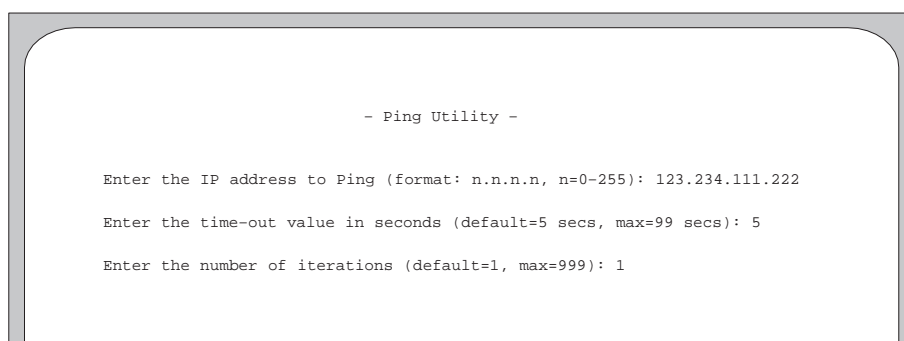 - Ping Utility -
Enter the IP address to Ping (format: n.n.n.n, n=0-255): 123.234.111.222
Enter the time-out value in seconds (default=5 secs, max=99 secs): 5
Enter the number of iterations (default=1, max=999): 1